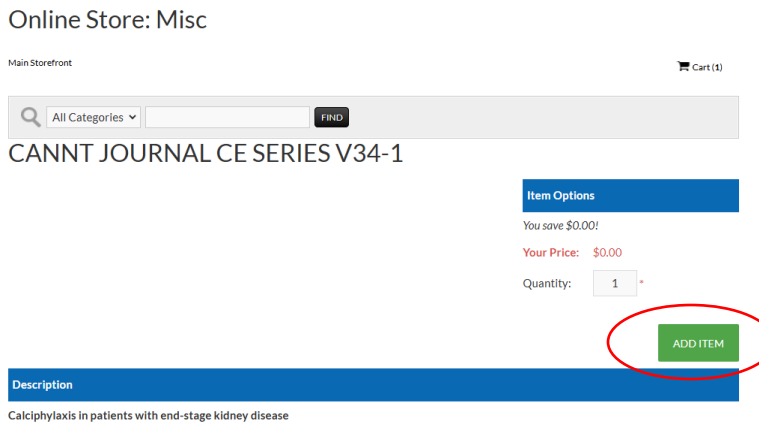 Online Store: Misc
Main Storefront
Cart (1)
All Categories
FIND
CANNT JOURNAL CE SERIES V34-1
Item Options
You save $0.00!
Your Price: $0.00
Quantity: 1 *
ADD ITEM
Description
Calciphylaxis in patients with end-stage kidney disease